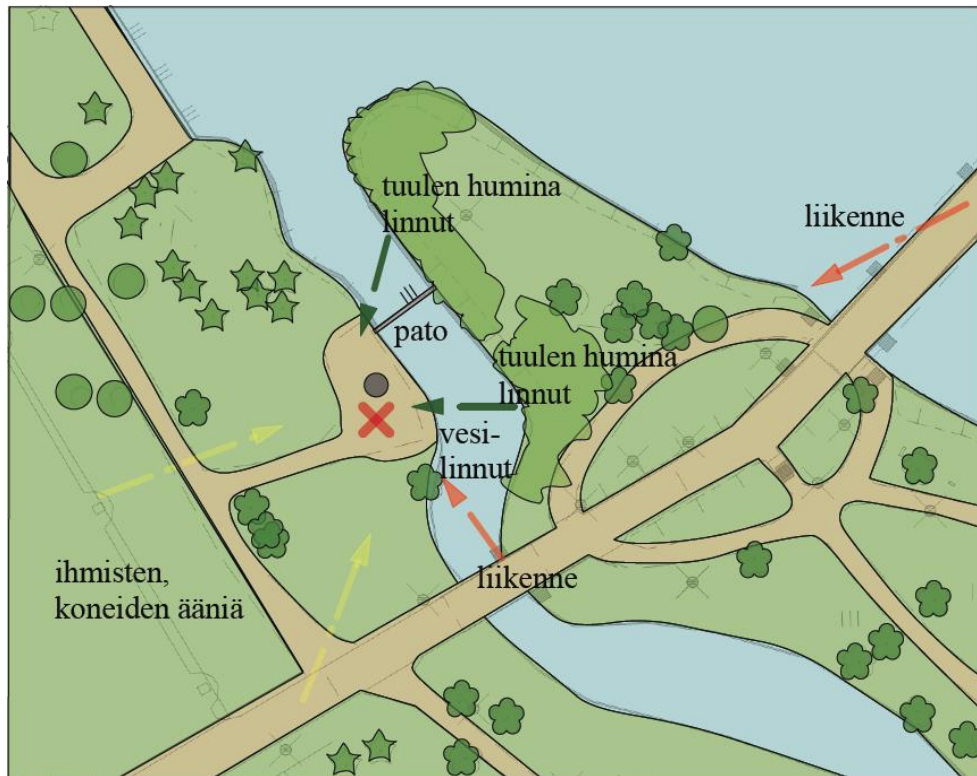 tuulen humina
linnut
liikenne
pato
tuulen humina
linnut
vesi-
linnut
ihmisten,
koneiden ääniä
liikenne